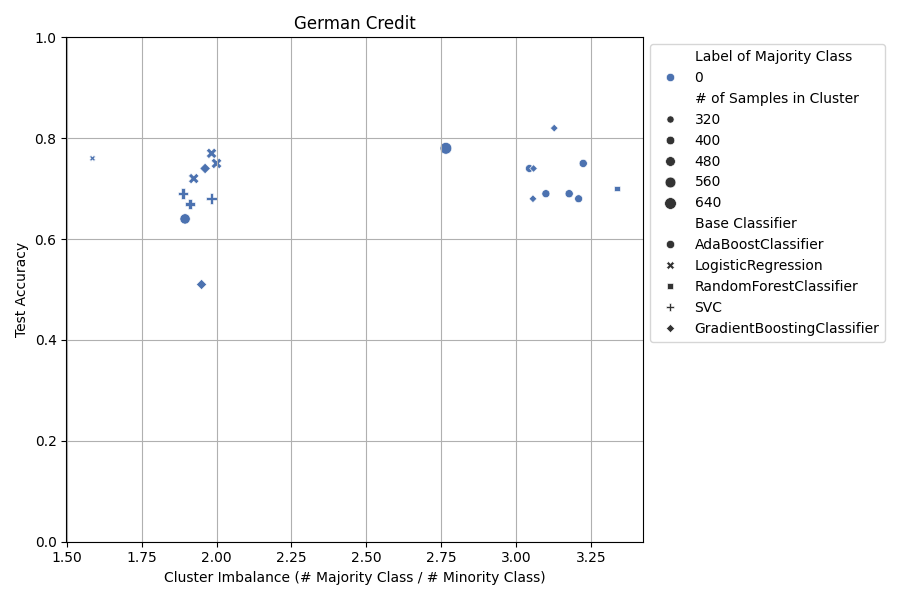 German Credit
1.0
0.8
0.6
0.4
0.2
0.0
Test Accuracy
1.50 1.75 2.00 2.25 2.50 2.75 3.00 3.25
Cluster Imbalance (# Majority Class / # Minority Class)
Label of Majority Class
0
# of Samples in Cluster
320
400
480
560
640
Base Classifier
AdaBoostClassifier
LogisticRegression
RandomForestClassifier
SVC
GradientBoostingClassifier